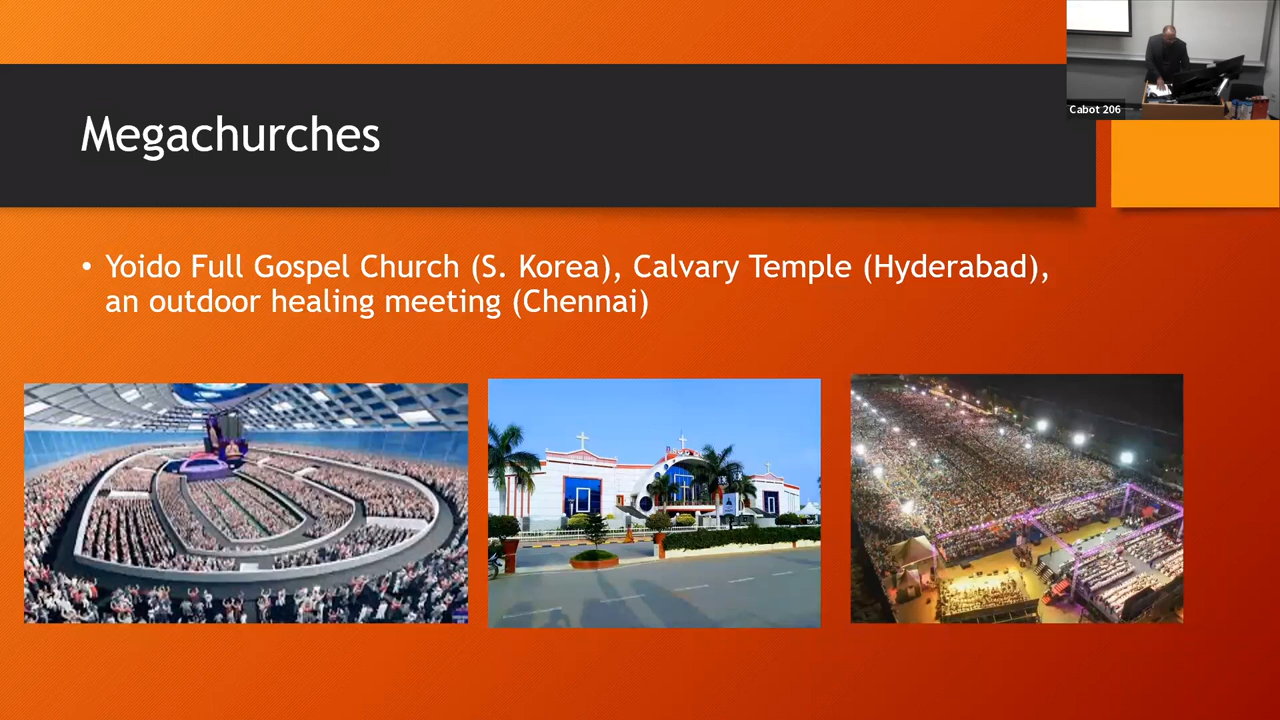 Cabot 206
Megachurches
• Yoido Full Gospel Church (S. Korea), Calvary Temple (Hyderabad),
an outdoor healing meeting (Chennai)